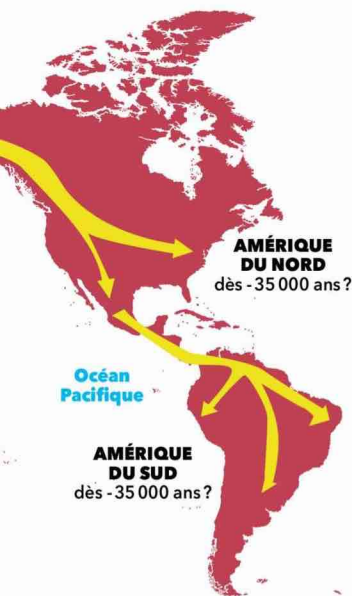 AMÉRIQUE
DU NORD
dès - 35 000 ans ?
Océan
Pacifique
AMÉRIQUE
DU SUD
dès - 35 000 ans ?